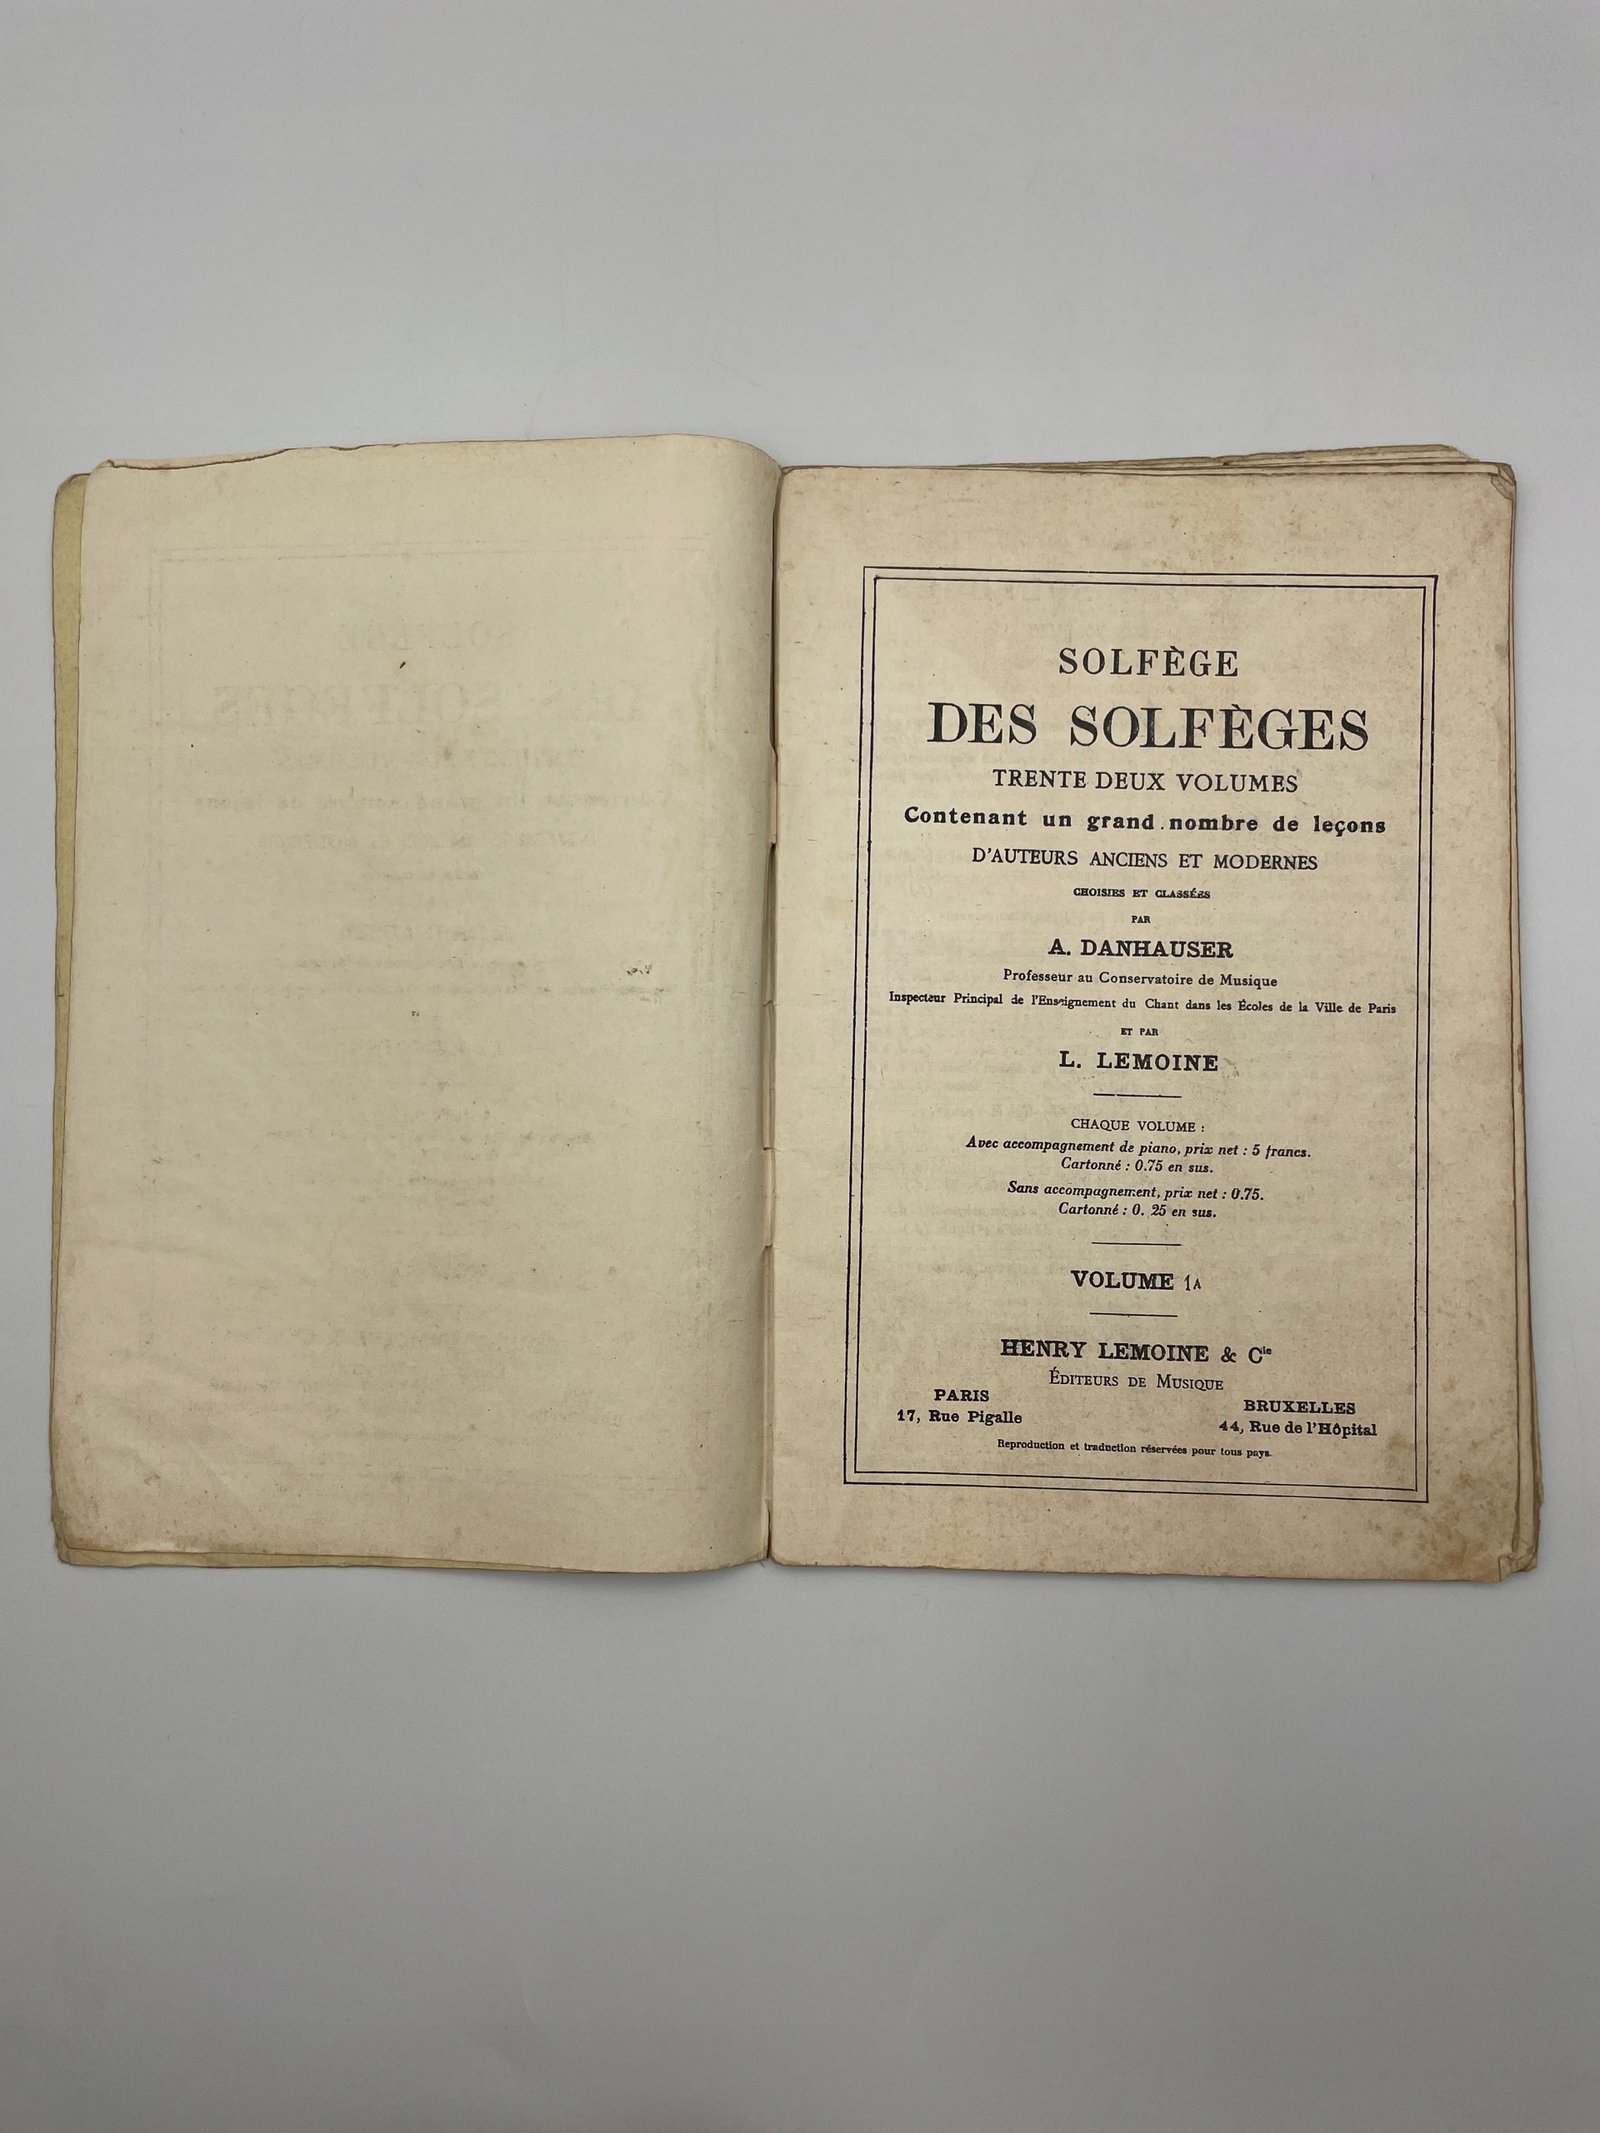 SOLFÈGE
DES SOLFÈGES
TRENTE DEUX VOLUMES
Contenant un grand nombre de leçons
D'AUTEURS ANCIENS ET MODERNES
CHOISIES ET CLASSÉES
PAR
A. DANHAUSER
Professeur au Conservatoire de Musique
Inspecteur Principal de l'Enseignement du Chant dans les Écoles de la Ville de Paris
ET PAR
L. LEMOINE
CHAQUE VOLUME :
Avec accompagnement de piano, prix net : 5 francs.
Cartonné : 0.75 en sus.
Sans accompagnement, prix net : 0.75.
Cartonné : 0. 25 en sus.
VOLUME 1A
HENRY LEMOINE & Cie
ÉDITEURS DE MUSIQUE
PARIS
17, Rue Pigalle
BRUXELLES
44, Rue de l'Hôpital
Reproduction et traduction réservées pour tous pays.